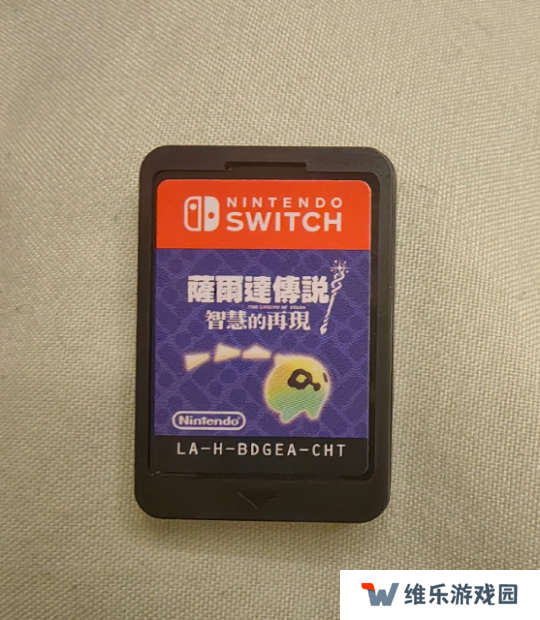 NINTENDO
SWITCH
薩爾達傳説
THE LEGEND OF ZELDA
智慧的再現
Nintendo
LA-H-BDGEA-CHT
维乐游戏园